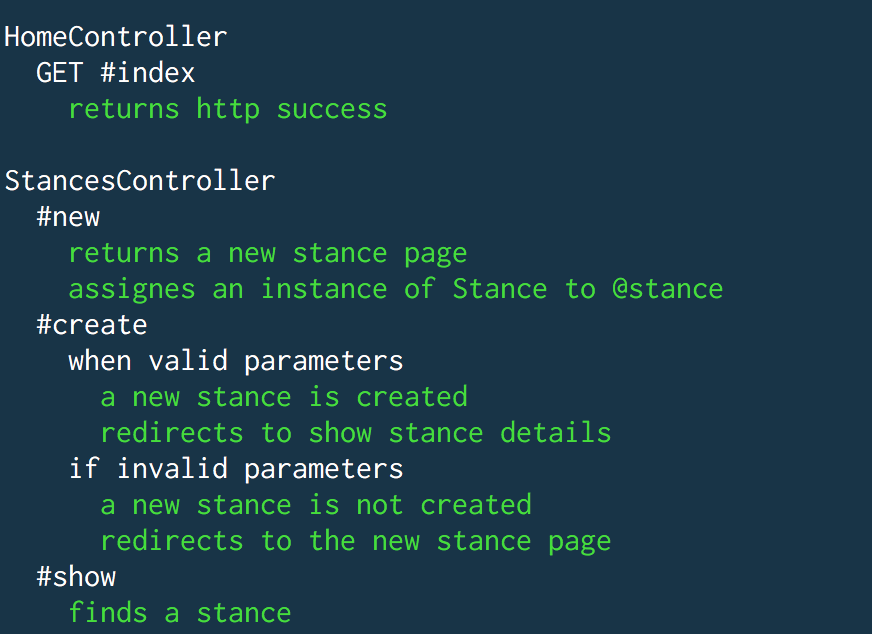 HomeController
GET #index
returns http success
StancesController
#new
returns a new stance page
assignes an instance of Stance to @stance
#create
when valid parameters
a new stance is created
redirects to show stance details
if invalid parameters
a new stance is not created
redirects to the new stance page
#show
finds a stance